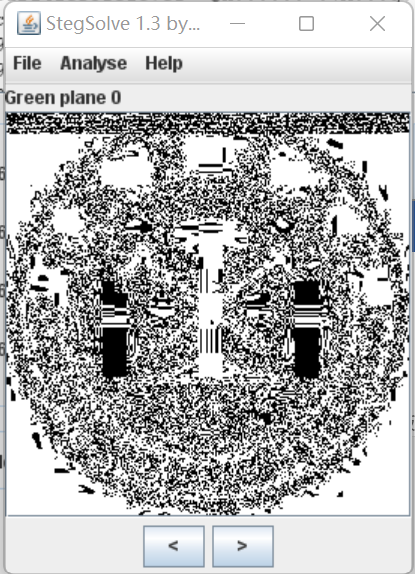 StegSolve 1.3 by...
File Analyse Help
Green plane 0
< >